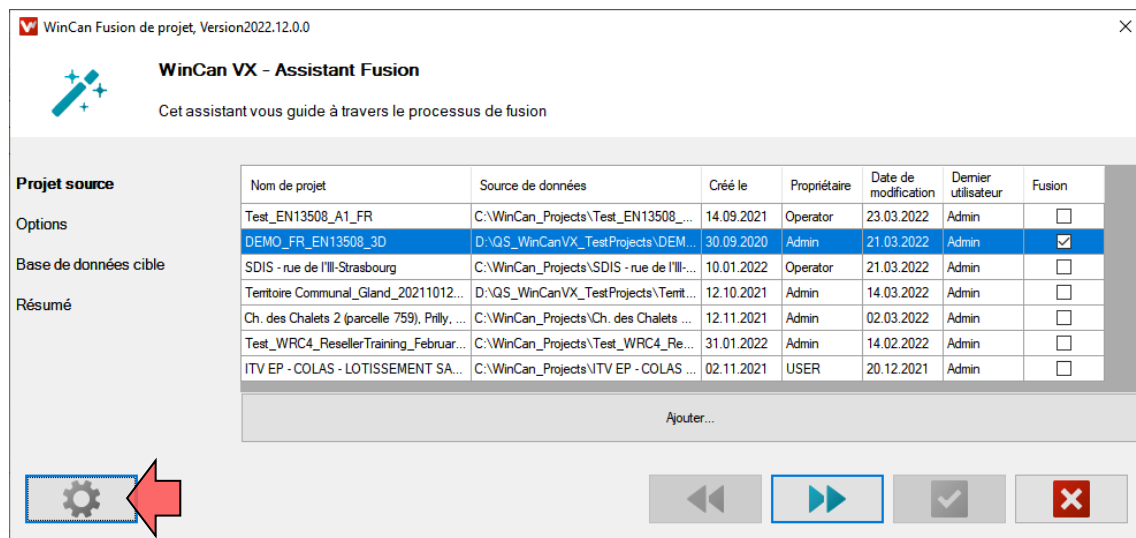 WinCan Fusion de projet, Version2022.12.0.0
WinCan VX - Assistant Fusion
Cet assistant vous guide à travers le processus de fusion
Projet source
Options
Base de données cible
Résumé
Nom de projet Source de données Créé le Propriétaire Date de modification Dernier utilisateur Fusion
Test_EN13508_A1_FR C:\WinCan_Projects\Test_EN13508_... 14.09.2021 Operator 23.03.2022 Admin
DEMO_FR_EN13508_3D D:\QS_WinCanVX_TestProjects\DEM... 30.09.2020 Admin 21.03.2022 Admin
SDIS - rue de l'Ill-Strasbourg C:\WinCan_Projects\SDIS - rue de l'Ill-... 10.01.2022 Operator 21.03.2022 Admin
Territoire Communal_Gland_20211012... D:\QS_WinCanVX_TestProjects\Territ... 12.10.2021 Admin 14.03.2022 Admin
Ch. des Chalets 2 (parcelle 759), Prilly, ... C:\WinCan_Projects\Ch. des Chalets ... 12.11.2021 Admin 02.03.2022 Admin
Test_WRC4_ResellerTraining_Februar... C:\WinCan_Projects\Test_WRC4_Re... 31.01.2022 Admin 14.02.2022 Admin
ITV EP - COLAS - LOTISSEMENT SA... C:\WinCan_Projects\ITV EP - COLAS ... 02.11.2021 USER 20.12.2021 Admin
Ajouter...